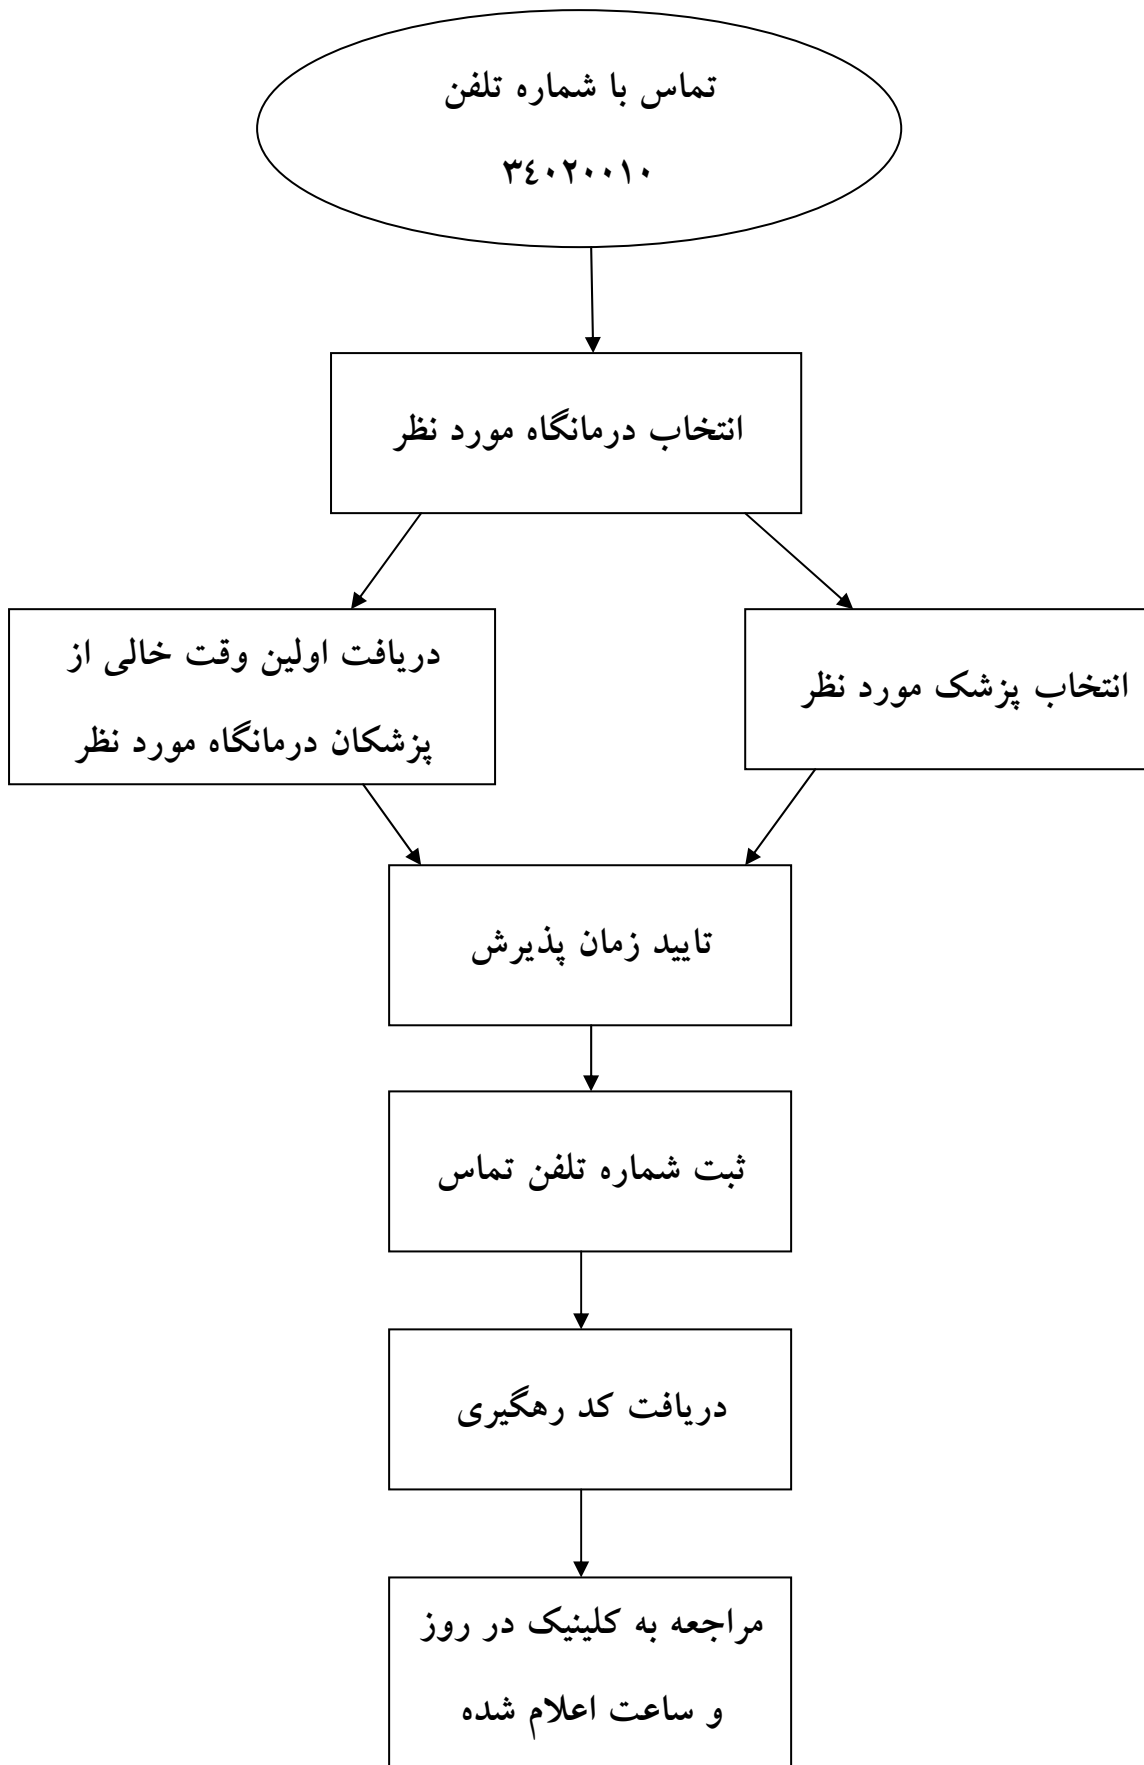 تماس با شماره تلفن
٣٤٠٢٠٠١٠
انتخاب درمانگاه مورد نظر
انتخاب پزشک مورد نظر
دریافت اولین وقت خالی از
پزشکان درمانگاه مورد نظر
تایید زمان پذیرش
ثبت شماره تلفن تماس
دریافت کد رهگیری
مراجعه به کلینیک در روز
و ساعت اعلام شده